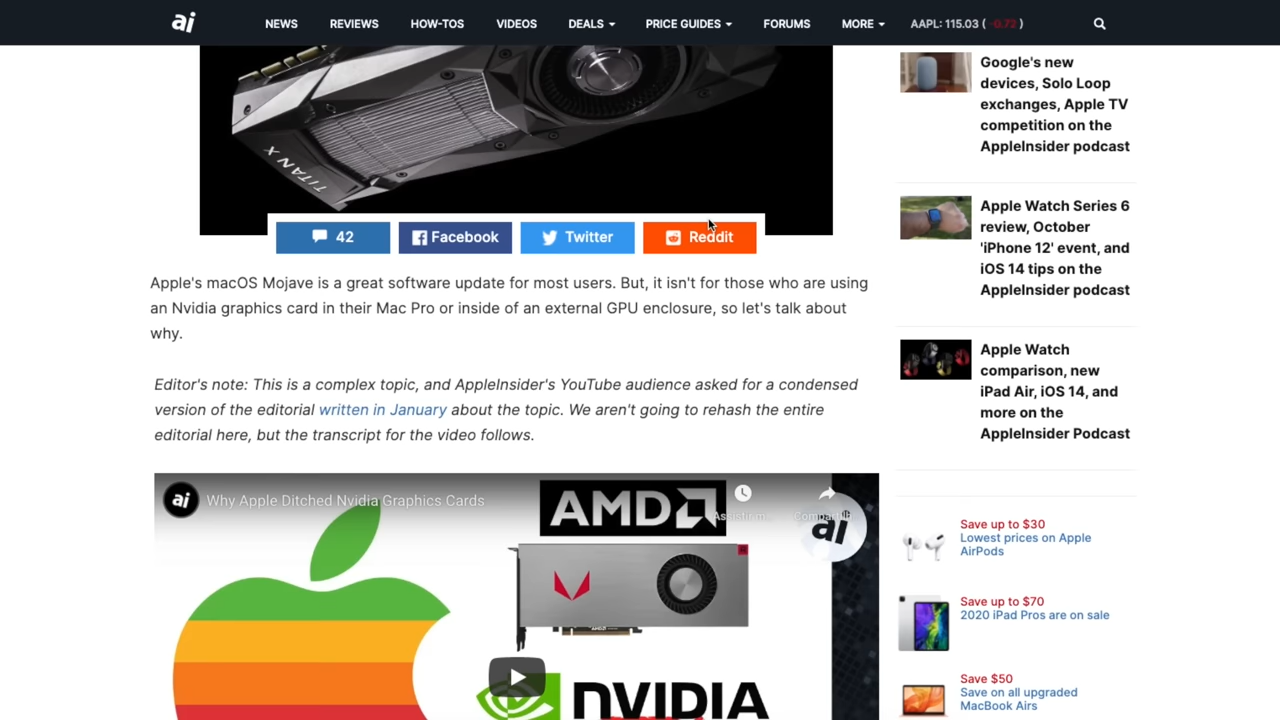 ai
NEWS
REVIEWS
HOW-TOS
VIDEOS
DEALS
PRICE GUIDES
FORUMS
MORE
AAPL: 115.03 ( -0.72 )
TITAN X
42
Facebook
Twitter
Reddit
Apple's macOS Mojave is a great software update for most users. But, it isn't for those who are using
an Nvidia graphics card in their Mac Pro or inside of an external GPU enclosure, so let's talk about
why.
Editor's note: This is a complex topic, and AppleInsider's YouTube audience asked for a condensed
version of the editorial written in January about the topic. We aren't going to rehash the entire
editorial here, but the transcript for the video follows.
ai
Why Apple Ditched Nvidia Graphics Cards
AMD
ai
AMD
NVIDIA
Google's new
devices, Solo Loop
exchanges, Apple TV
competition on the
AppleInsider podcast
Apple Watch Series 6
review, October
'iPhone 12' event, and
iOS 14 tips on the
AppleInsider podcast
Apple Watch
comparison, new
iPad Air, iOS 14, and
more on the
AppleInsider Podcast
Save up to $30
Lowest prices on Apple
AirPods
Save up to $70
2020 iPad Pros are on sale
Save $50
Save on all upgraded
MacBook Airs